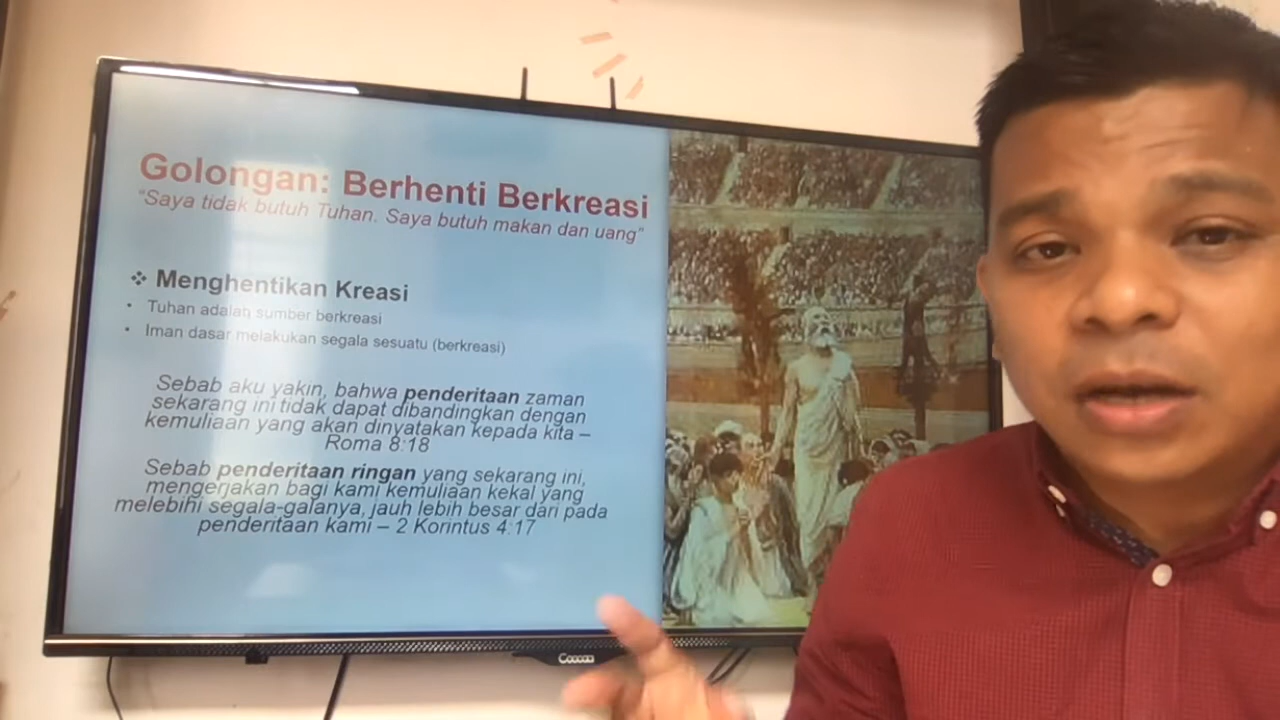 Golongan: Berhenti Berkreasi
"Saya tidak butuh Tuhan. Saya butuh makan dan uang"
❖ Menghentikan Kreasi
• Tuhan adalah sumber berkreasi
• Iman dasar melakukan segala sesuatu (berkreasi)
Sebab aku yakin, bahwa penderitaan zaman
sekarang ini tidak dapat dibandingkan dengan
kemuliaan yang akan dinyatakan kepada kita –
Roma 8:18
Sebab penderitaan ringan yang sekarang ini,
mengerjakan bagi kami kemuliaan kekal yang
melebihi segala-galanya, jauh lebih besar dari pada
penderitaan kami – 2 Korintus 4:17